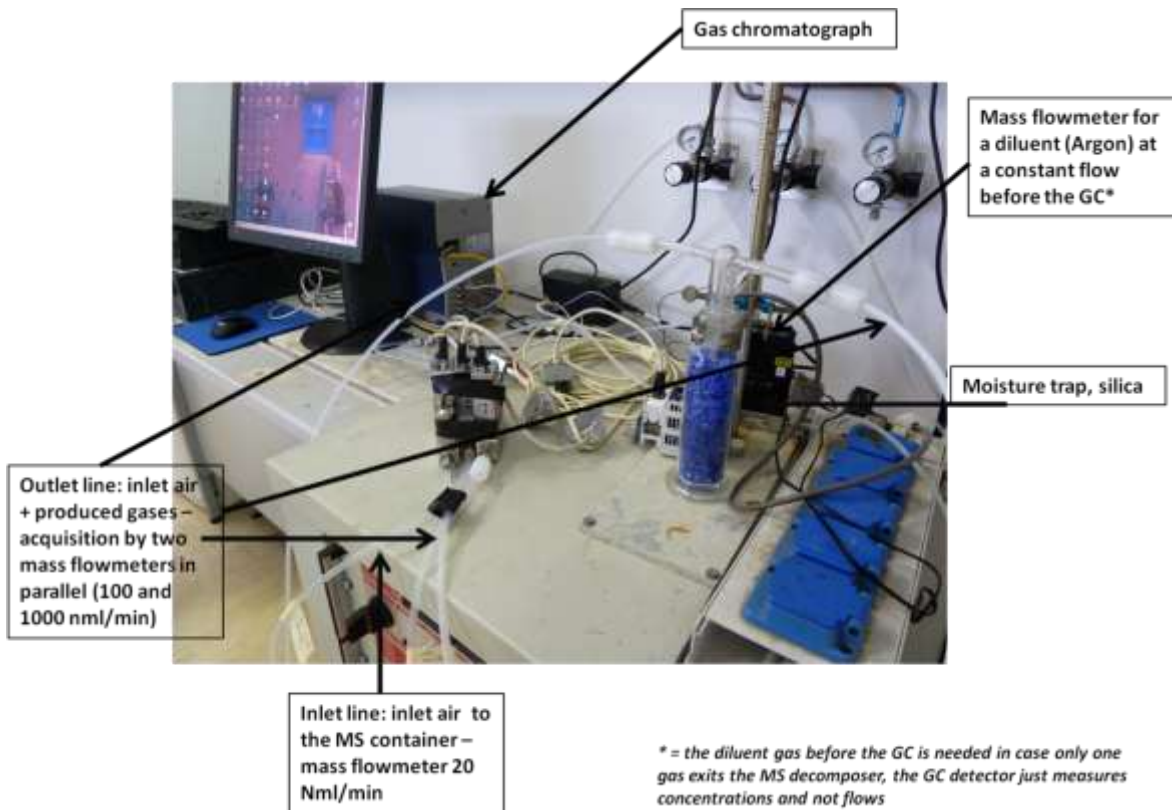 Gas chromatograph
Mass flowmeter for
a diluent (Argon) at
a constant flow
before the GC*
Moisture trap, silica
Outlet line: inlet air
+ produced gases –
acquisition by two
mass flowmeters in
parallel (100 and
1000 nml/min)
Inlet line: inlet air to
the MS container –
mass flowmeter 20
Nml/min
* = the diluent gas before the GC is needed in case only one
gas exits the MS decomposer, the GC detector just measures
concentrations and not flows